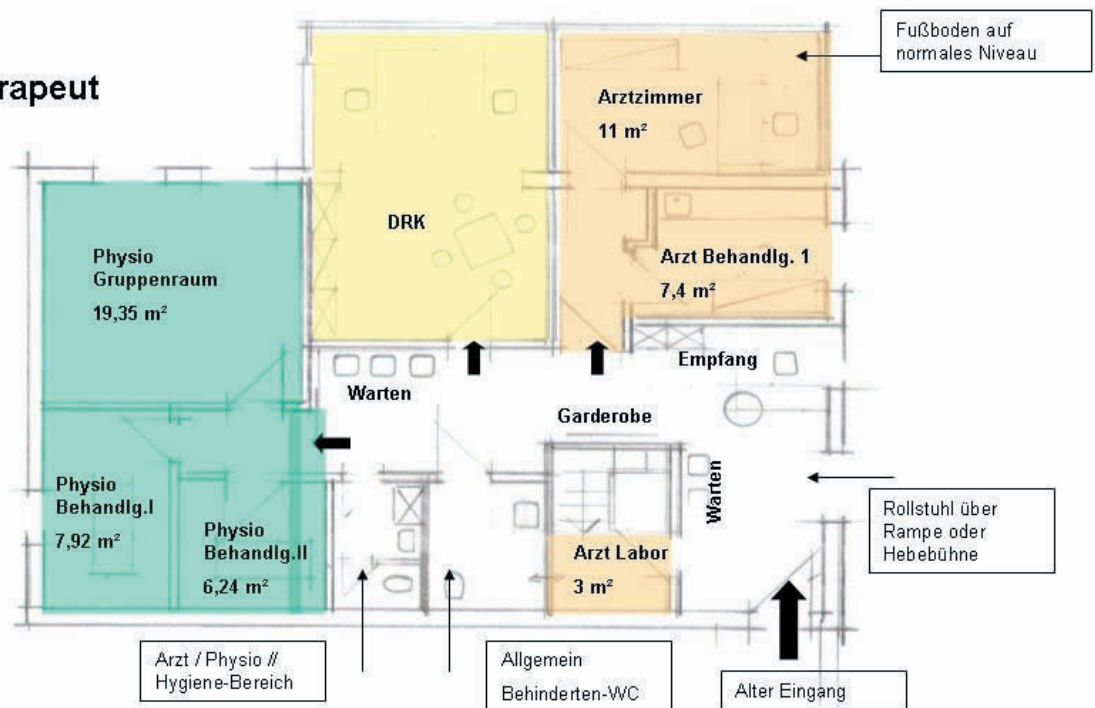 rapeut
Fußboden auf
normales Niveau
Arztzimmer
11 m²
DRK
Physio
Gruppenraum
19,35 m²
Arzt Behandlg. 1
7,4 m²
Empfang
Warten
Garderobe
Warten
Physio
Behandlg.I
7,92 m²
Physio
Behandlg.II
6,24 m²
Arzt Labor
3 m²
Rollstuhl über
Rampe oder
Hebebühne
Arzt / Physio //
Hygiene-Bereich
Allgemein
Behinderten-WC
Alter Eingang